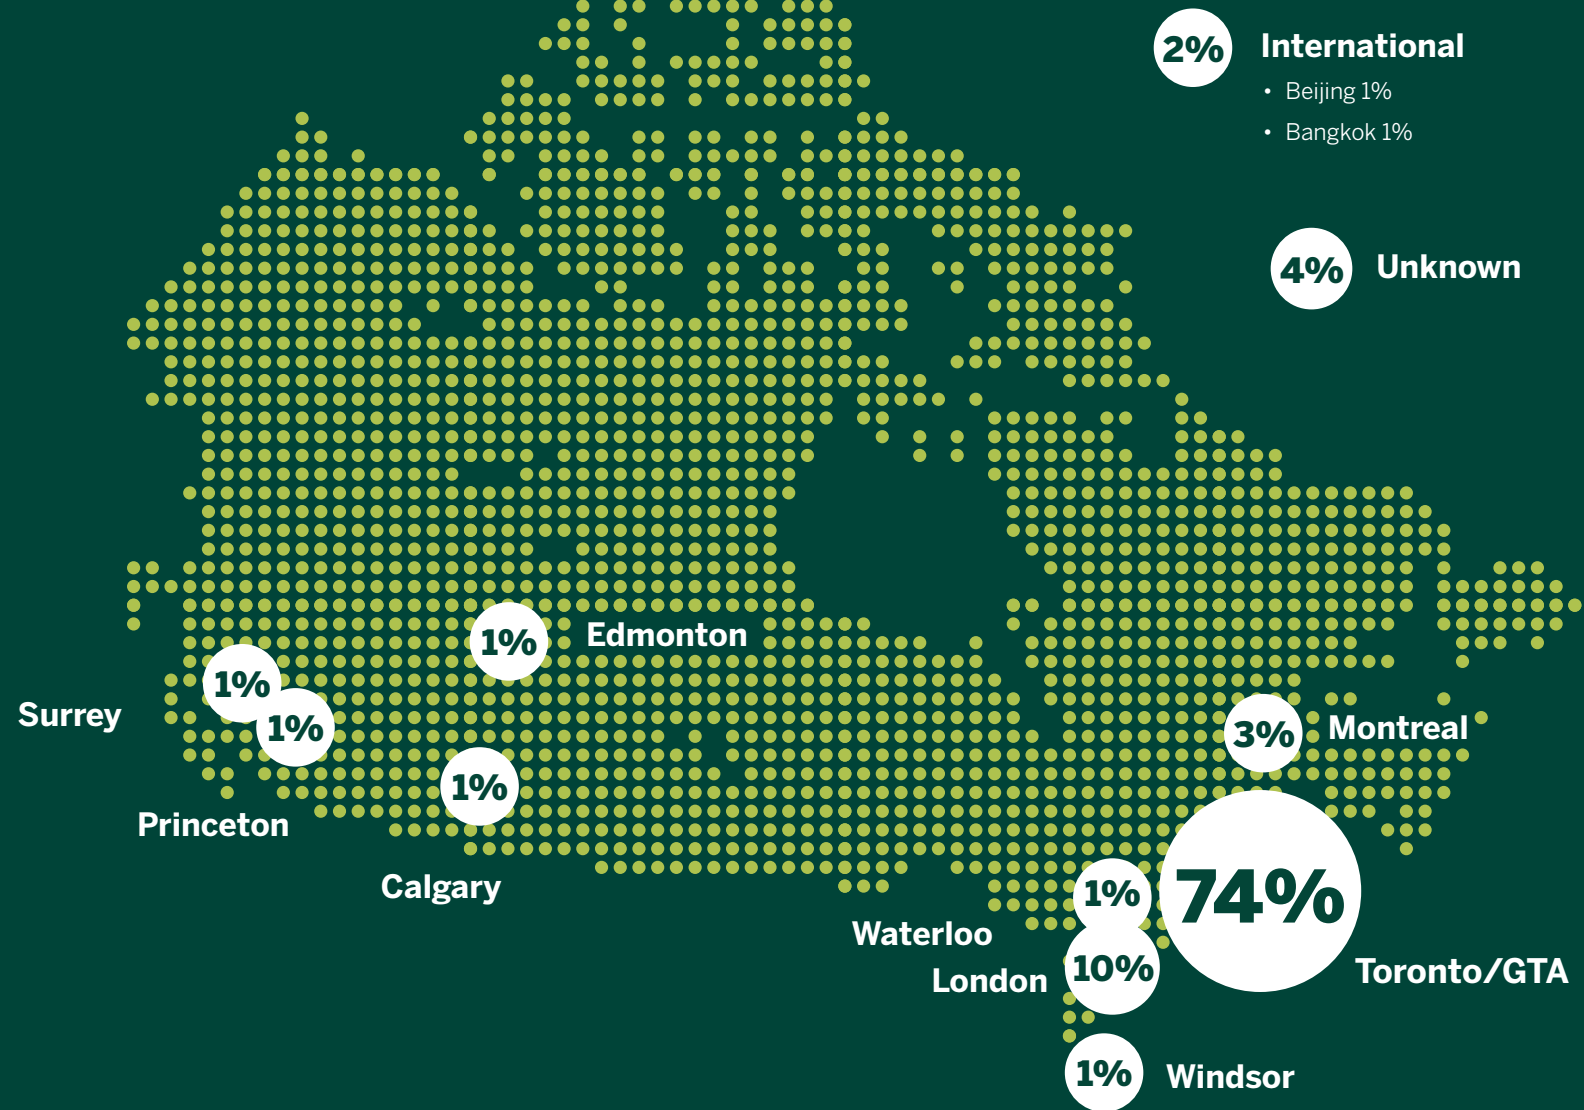 2% International
• Beijing 1%
• Bangkok 1%
4% Unknown
1% Edmonton
1%
Surrey
1%
Princeton
1%
Calgary
3% Montreal
74%
Toronto/GTA
1%
Waterloo
10%
London
1% Windsor